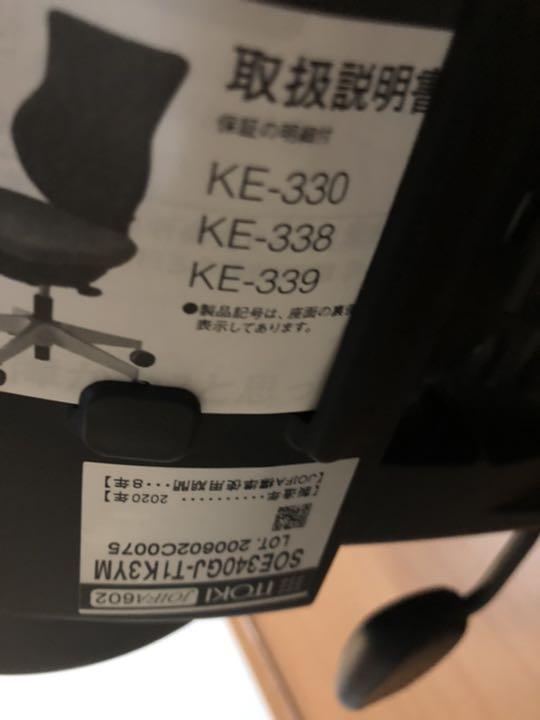 取扱説明書
保証の明細付
KE-330
KE-338
KE-339
●製品記号は、座面の裏
表示してあります。
ITOKI JOIFA602
SOE340GJ-T1K3YM
LOT. 200602C0075
【製造年………… 2020年】
【JOIFA標準使用期間…8年】